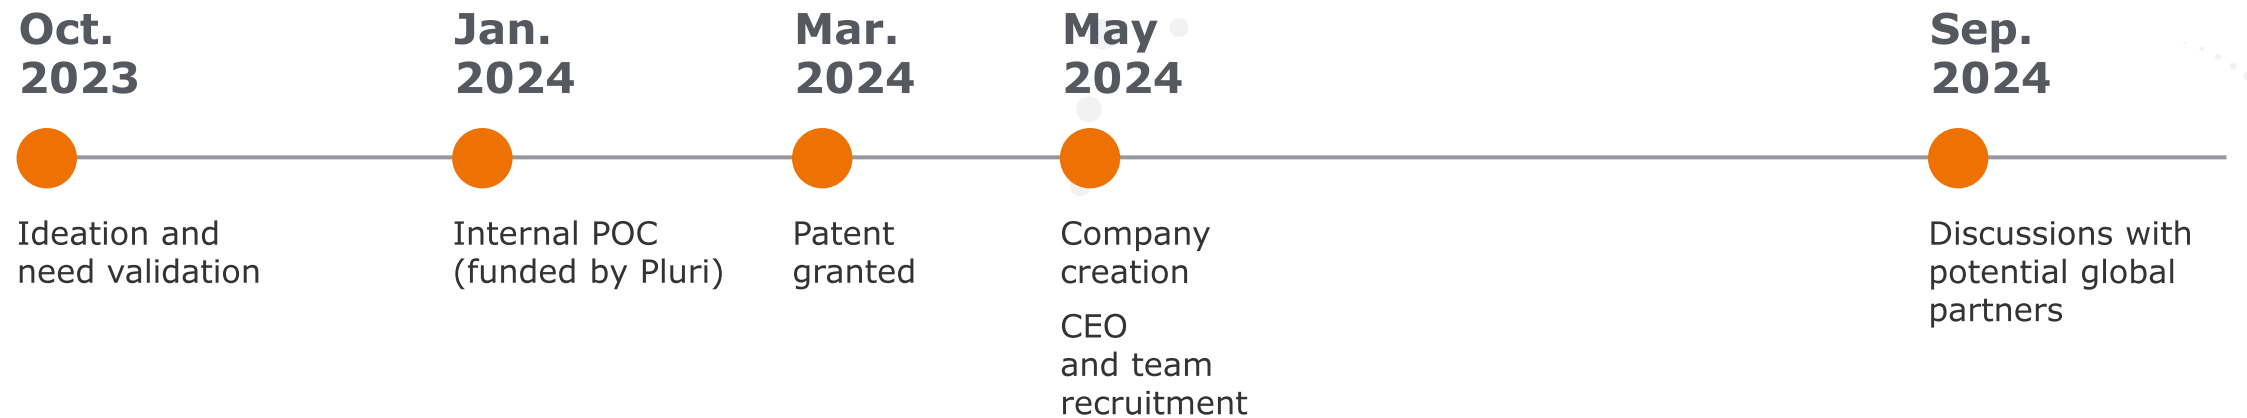 Oct.
2023
Ideation and
need validation
Jan.
2024
Internal POC
(funded by Pluri)
Mar.
2024
Patent
granted
May
2024
Company
creation
CEO
and team
recruitment
Sep.
2024
Discussions with
potential global
partners